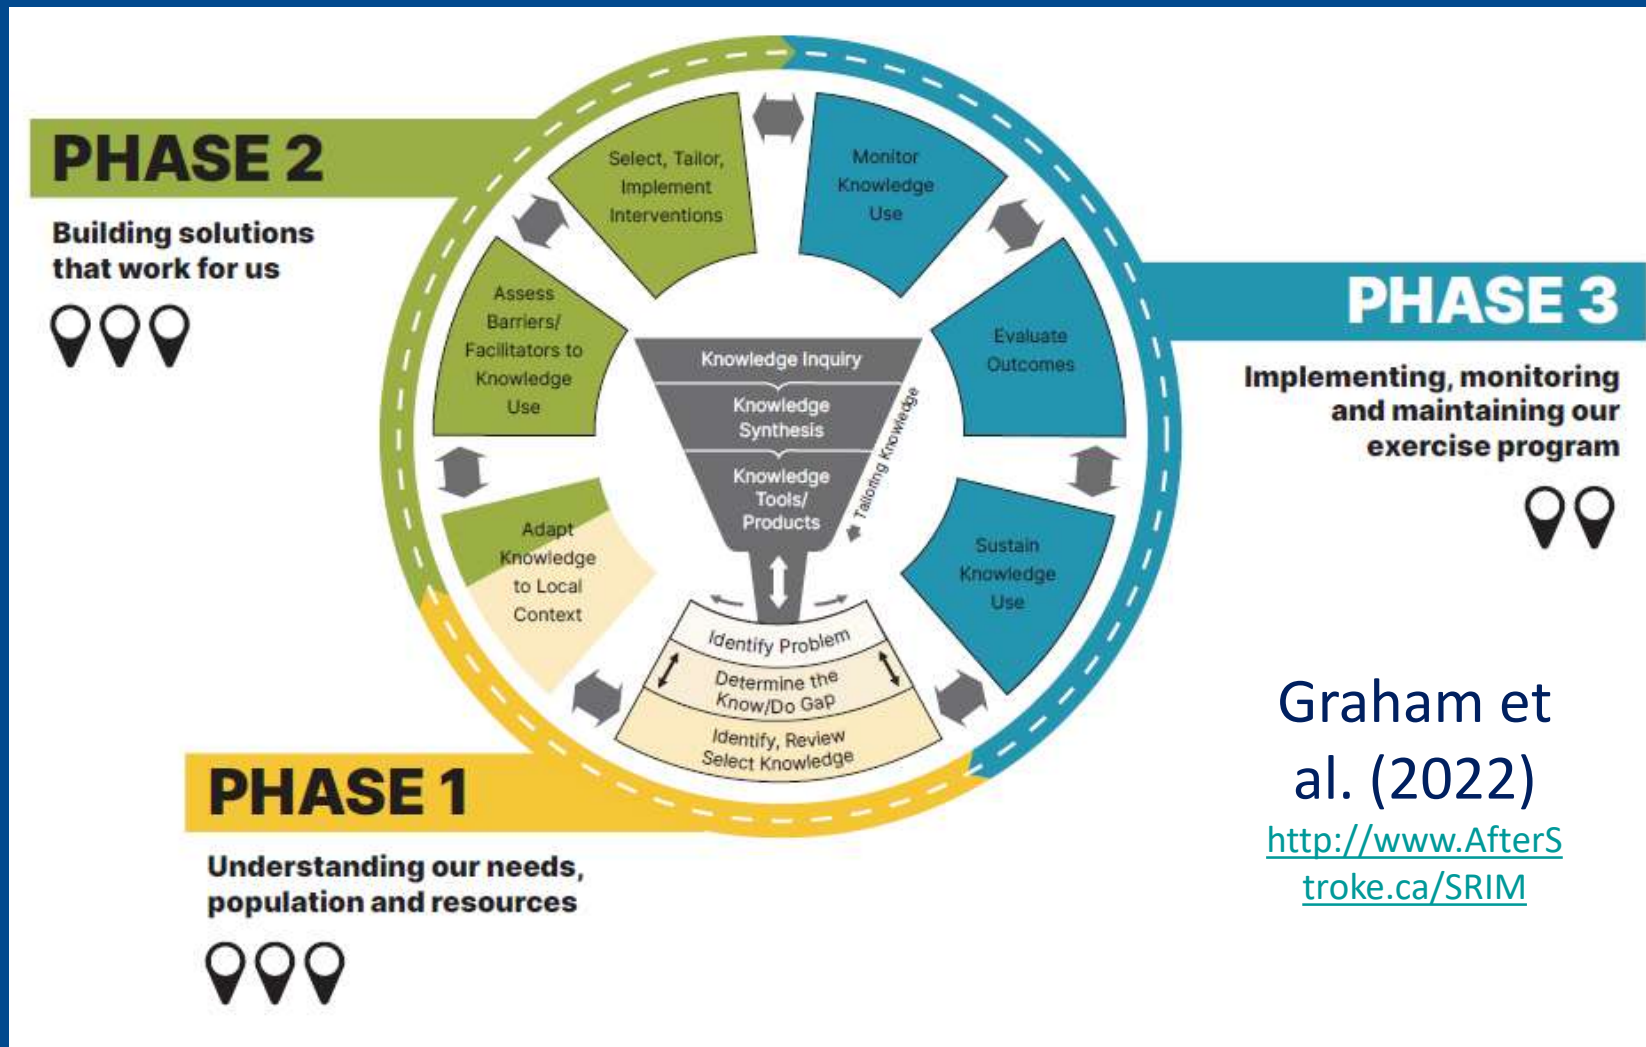 PHASE 2
Building solutions
that work for us
Select, Tailor,
Implement
Interventions
Monitor
Knowledge
Use
Assess
Barriers/
Facilitators to
Knowledge
Use
Evaluate
Outcomes
PHASE 3
Implementing, monitoring
and maintaining our
exercise program
Knowledge Inquiry
Knowledge
Synthesis
Knowledge
Tools/
Products
Tailoring Knowledge
Adapt
Knowledge
to Local
Context
Sustain
Knowledge
Use
Identify Problem
Determine the
Know/Do Gap
Identify, Review
Select Knowledge
PHASE 1
Understanding our needs,
population and resources
Graham et
al. (2022)
http://www.AfterS
troke.ca/SRIM